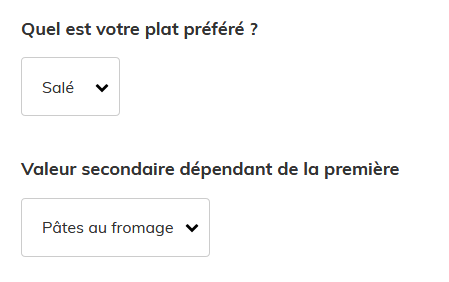 Quel est votre plat préféré ?
Salé
Valeur secondaire dépendant de la première
Pâtes au fromage